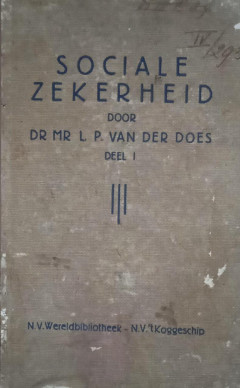 SOCIALE
ZEKERHEID
DOOR
DR MR L. P. VAN DER DOES
DEEL I
N.V. Wereldbibliotheek - N.V. 't Koggeschip